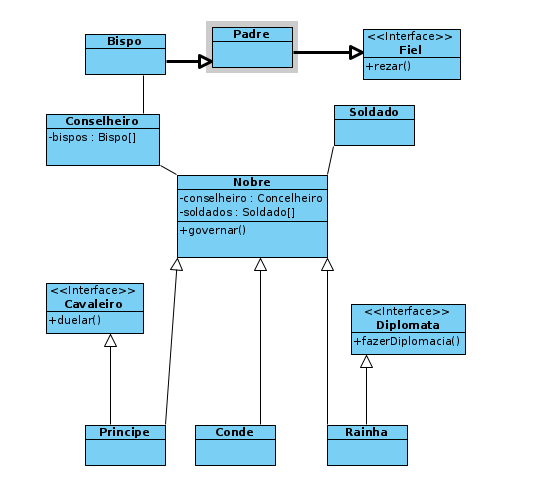 Bispo
Padre
<<Interface>>
Fiel
+rezar()
Conselheiro
-bispos : Bispo[]
Soldado
Nobre
-conselheiro : Concelheiro
-soldados : Soldado[]
+governar()
<<Interface>>
Cavaleiro
+duelar()
<<Interface>>
Diplomata
+fazerDiplomacia()
Principe
Conde
Rainha